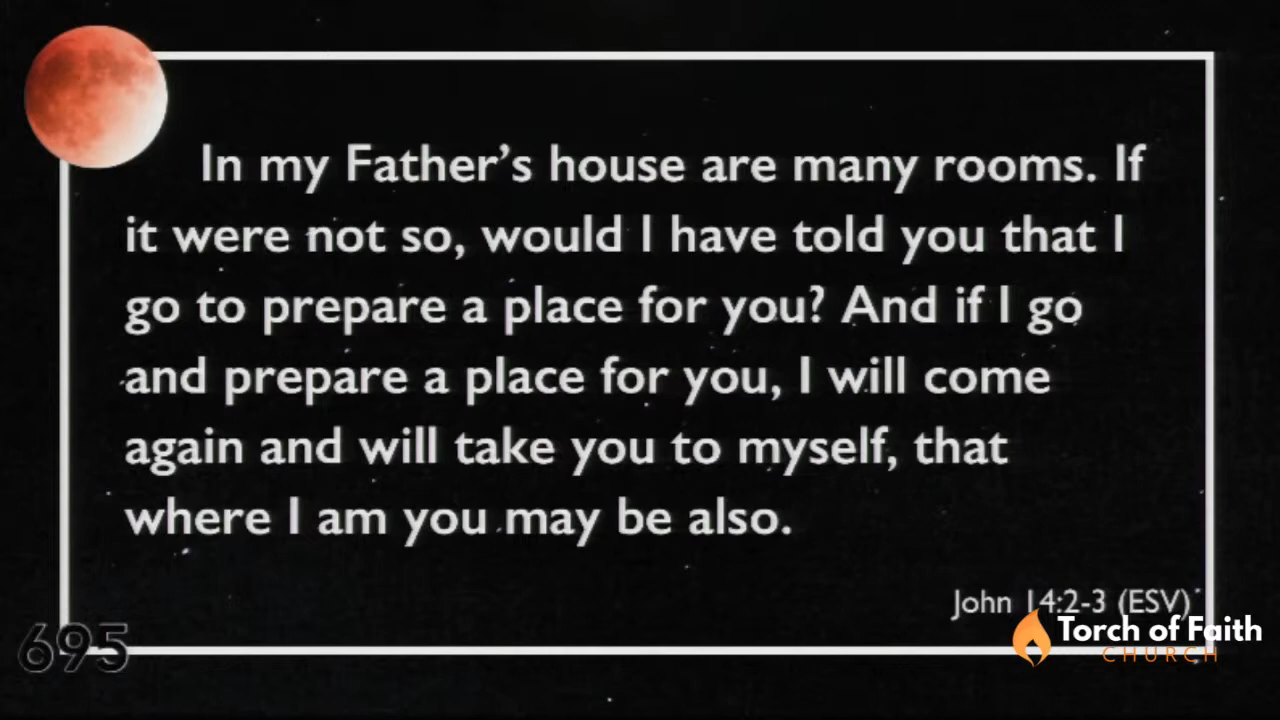 In my Father’s house are many rooms. If
it were not so, would I have told you that I
go to prepare a place for you? And if I go
and prepare a place for you, I will come
again and will take you to myself, that
where I am you may be also.
John 14:2-3 (ESV)
695
Torch of Faith
CHURCH